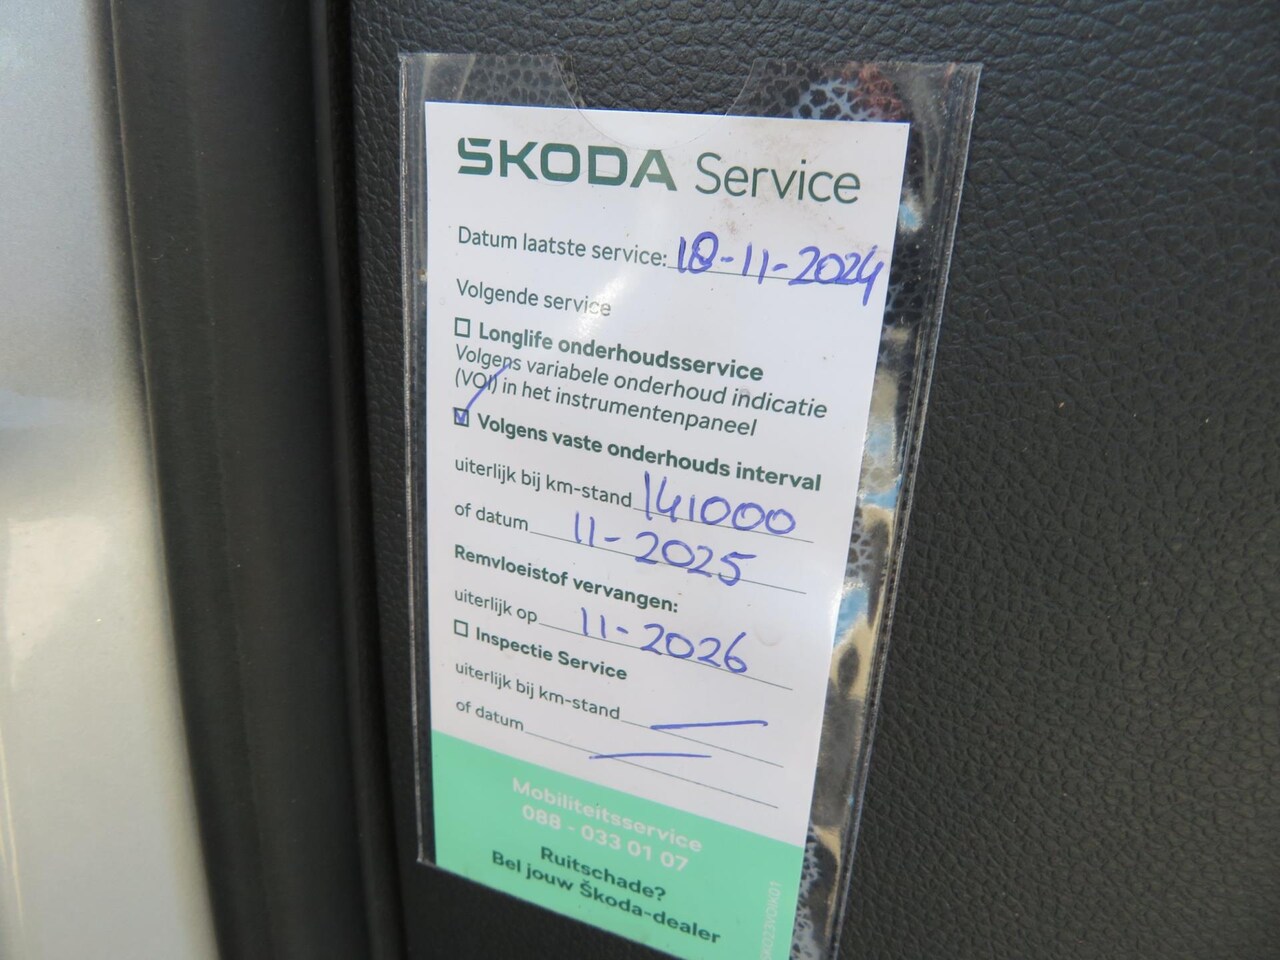 ŠKODA Service
Datum laatste service: 18-11-2024
Volgende service
Longlife onderhoudsservice
Volgens variabele onderhoud indicatie
(VOI) in het instrumentenpaneel
Volgens vaste onderhouds interval
uiterlijk bij km-stand 141000
of datum 11-2025
Remvloeistof vervangen:
uiterlijk op 11-2026
Inspectie Service
uiterlijk bij km-stand
of datum
Mobiliteitsservice
088 - 033 01 07
Ruitschade?
Bel jouw Škoda-dealer